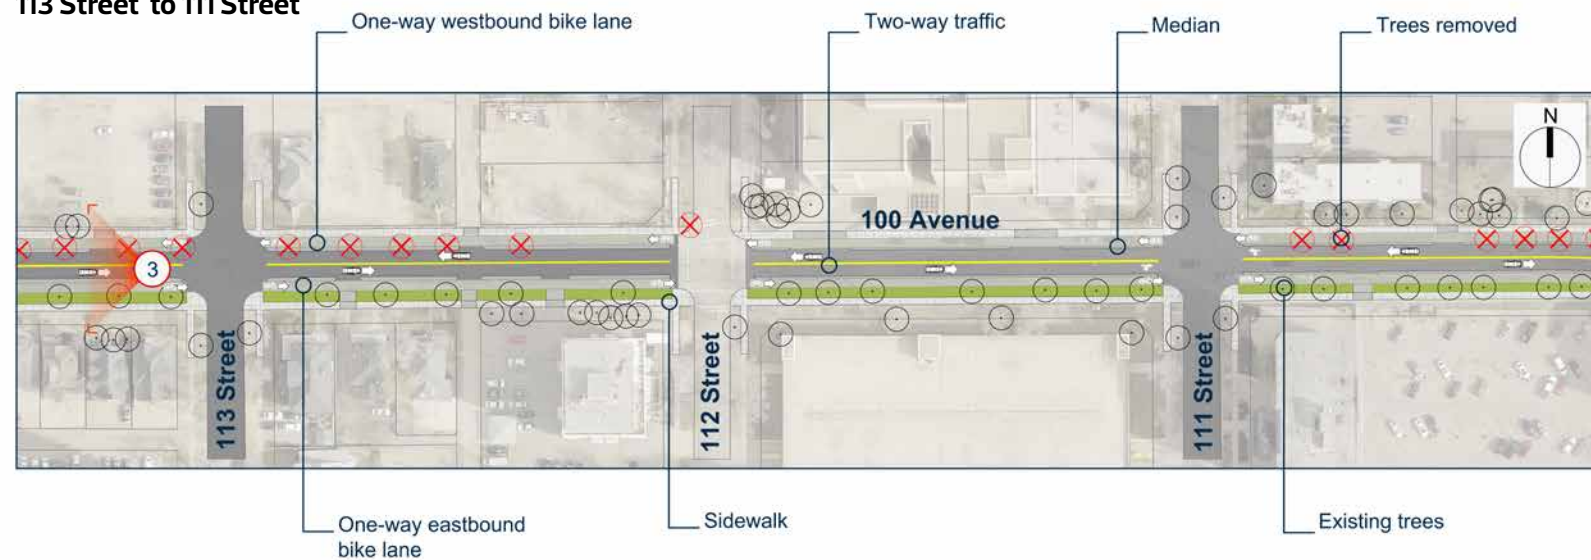 113 Street to 111 Street
One-way westbound bike lane
Two-way traffic
Median
Trees removed
N
100 Avenue
3
113 Street
112 Street
111 Street
One-way eastbound
bike lane
Sidewalk
Existing trees